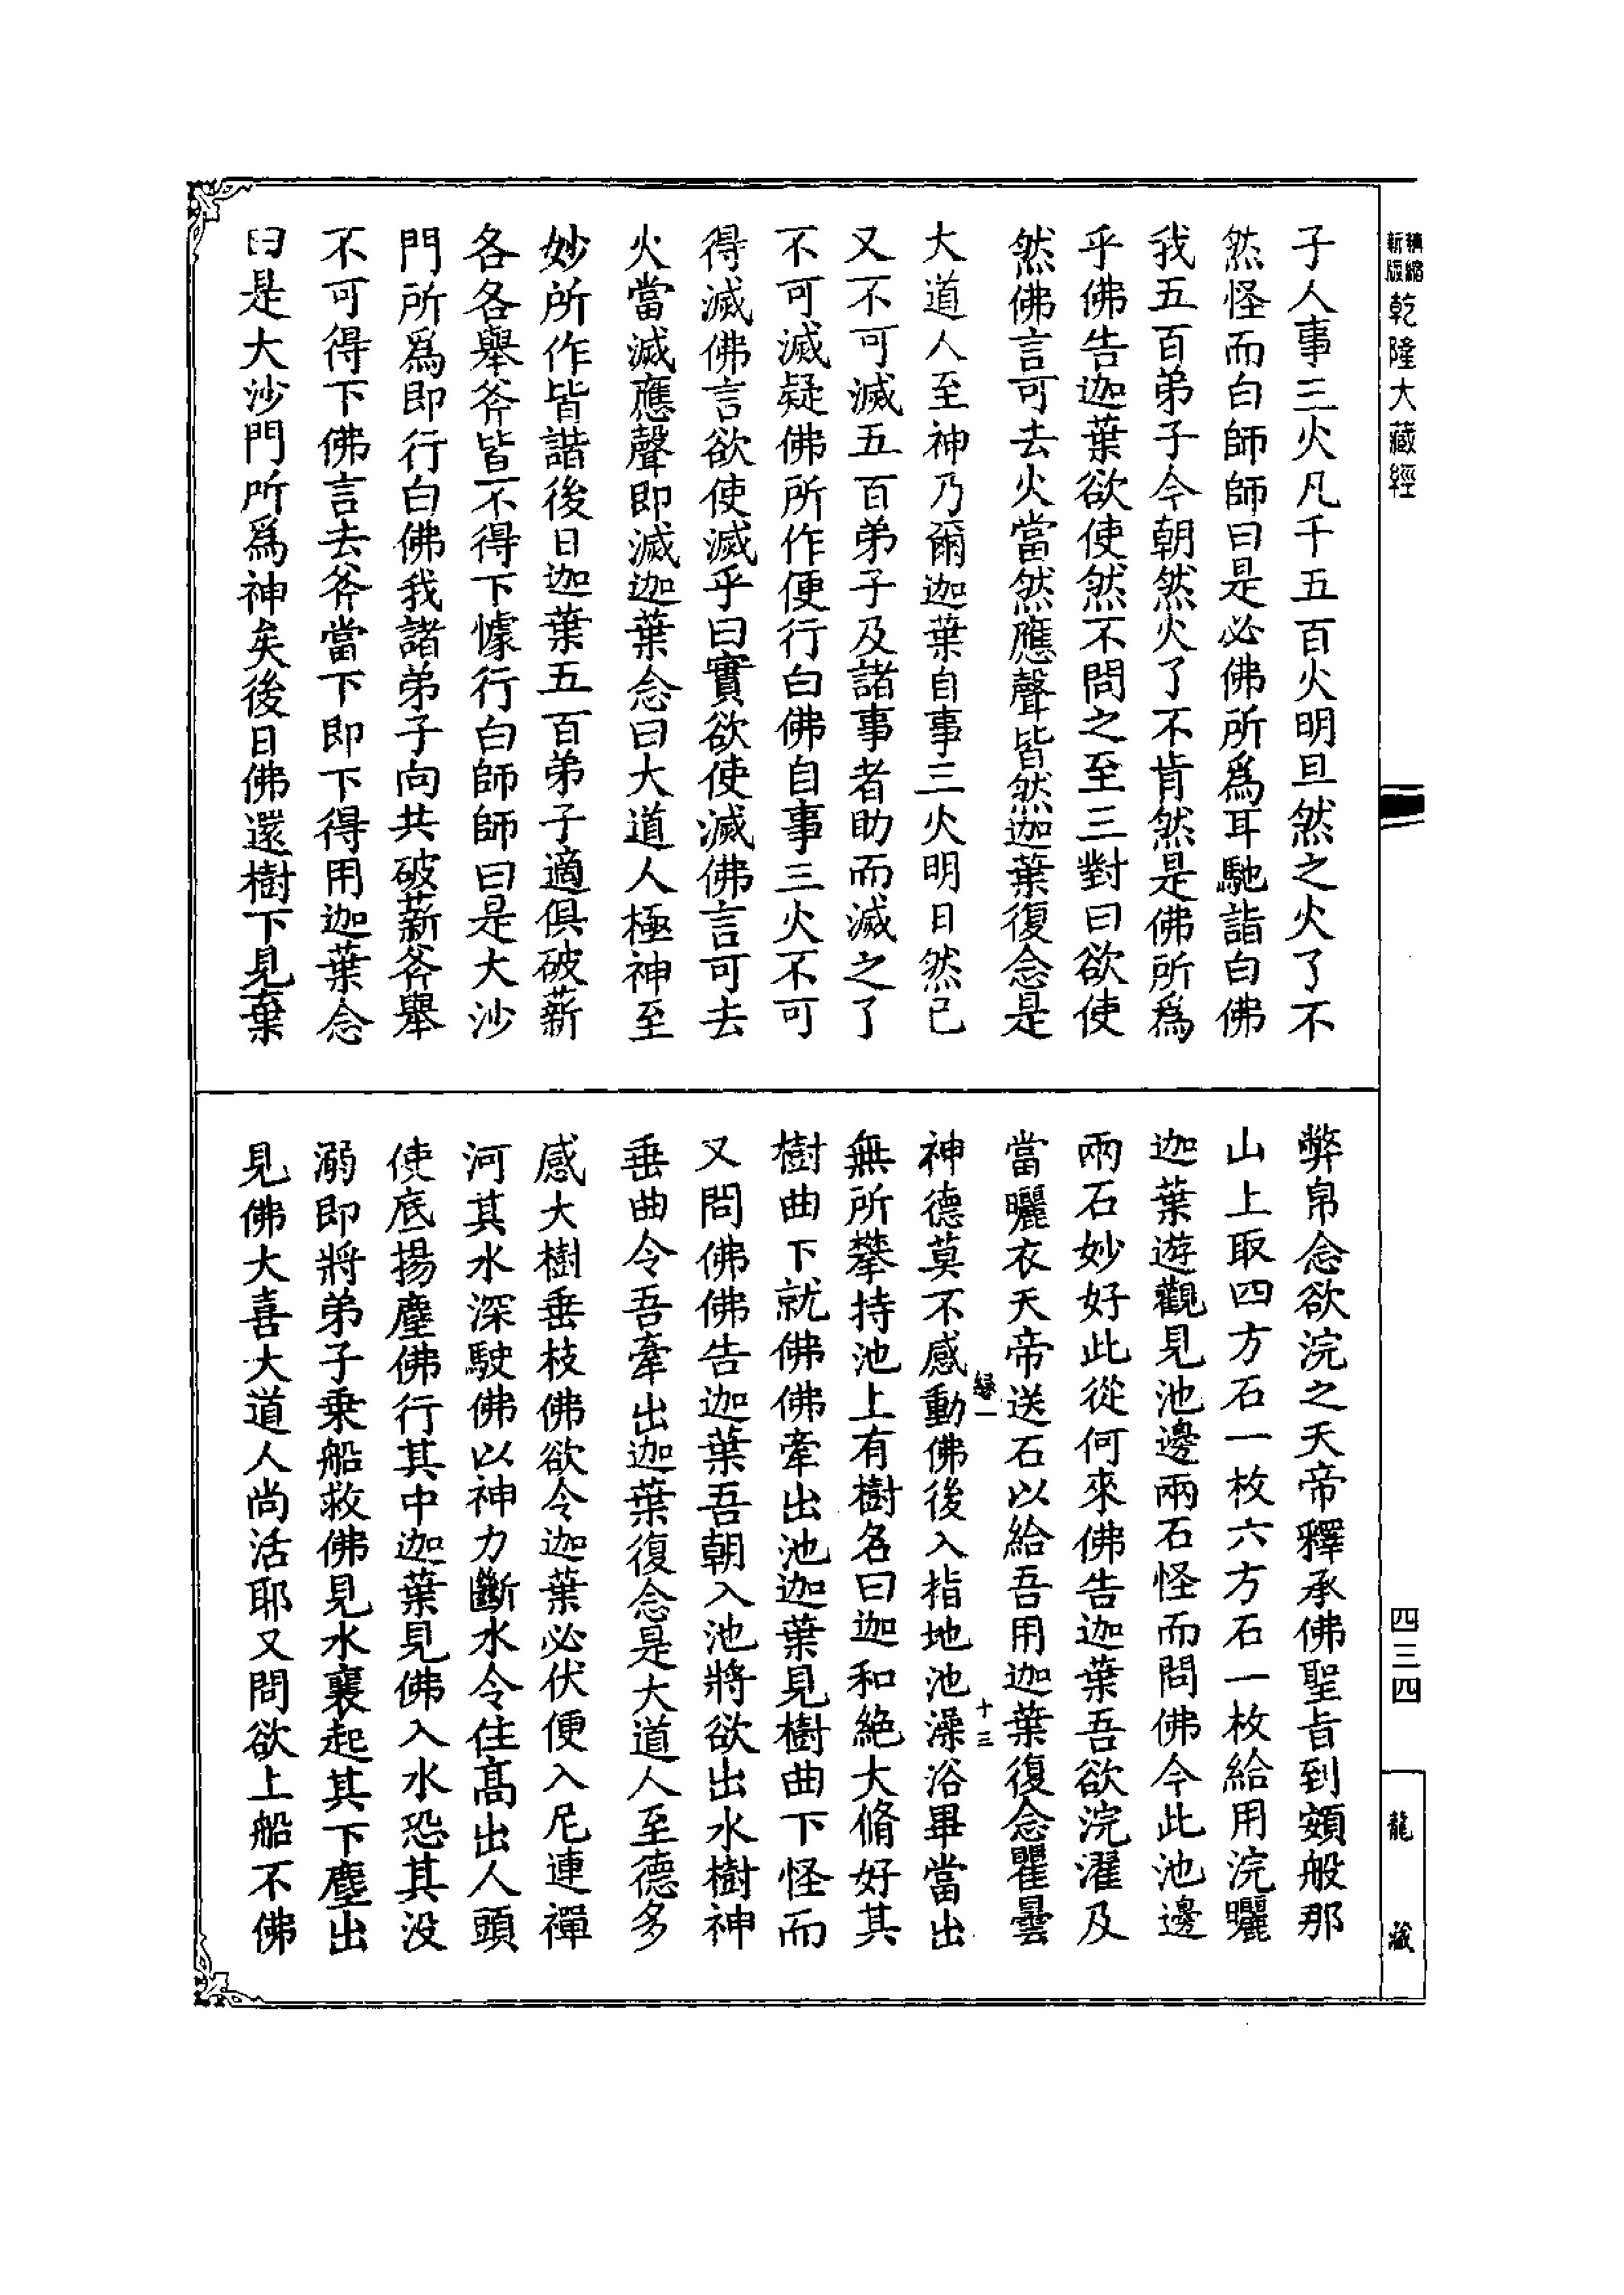 精縮
新版
乾隆大藏經
子人事三火凡千五百火明旦然之火了不
然怪而白師師曰是必佛所為耳馳詣白佛
我五百弟子今朝然火了不肯然是佛所為
乎佛告迦葉欲使然不問之至三對曰欲使
然佛言可去火當然應聲皆然迦葉復念是
大道人至神乃爾迦葉自事三火明日然已
又不可滅五百弟子及諸事者助而滅之了
不可滅疑佛所作便行白佛自事三火不可
得滅佛言欲使滅乎曰實欲使滅佛言可去
火當滅應聲即滅迦葉念曰大道人極神至
妙所作皆諧後日迦葉五百弟子適俱破薪
各各舉斧皆不得下懅行白師師曰是大沙
門所為即行白佛我諸弟子向共破薪斧舉
不可得下佛言去斧當下即下得用迦葉念
曰是大沙門所為神矣後日佛還樹下見棄
弊帛念欲浣之天帝釋承佛聖旨到頞般那
山上取四方石一枚六方石一枚給用浣曬
迦葉遊觀見池邊兩石怪而問佛今此池邊
兩石妙好此從何來佛告迦葉吾欲浣濯及
當曬衣天帝送石以給吾用迦葉復念瞿曇
神德莫不感動佛後入指地池澡浴畢當出
無所攀持池上有樹名曰迦和絕大脩好其
樹曲下就佛佛牽出池迦葉見樹曲下怪而
又問佛佛告迦葉吾朝入池將欲出水樹神
垂曲令吾牽出迦葉復念是大道人至德多
感大樹垂枝佛欲令迦葉必伏便入尼連禪
河其水深駛佛以神力斷水令住高出人頭
使底揚塵佛行其中迦葉見佛入水恐其没
溺即將弟子乗船救佛見水褰起其下塵出
見佛大喜大道人尚活耶又問欲上船不佛
十三
四三四
龍藏